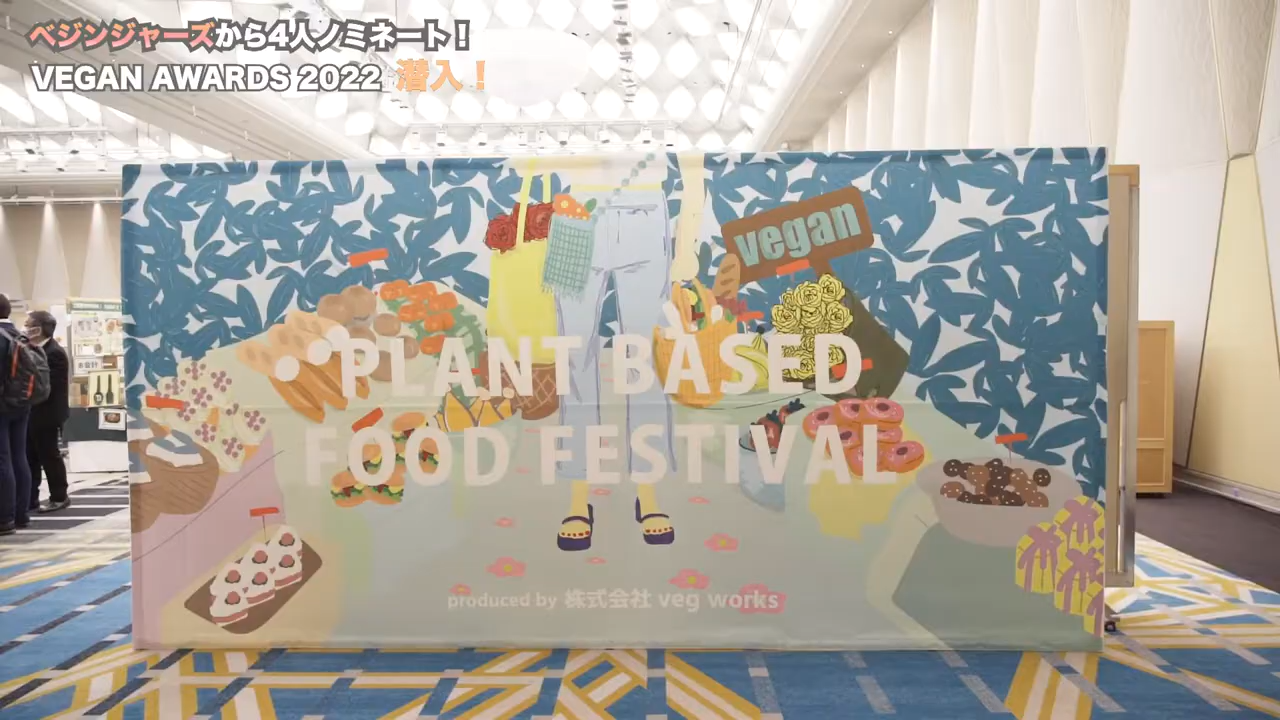 ベジンジャーズから4人ノミネート！
VEGAN AWARDS 2022 潜入！
vegan
PLANT BASED
FOOD FESTIVAL
produced by 株式会社 veg works